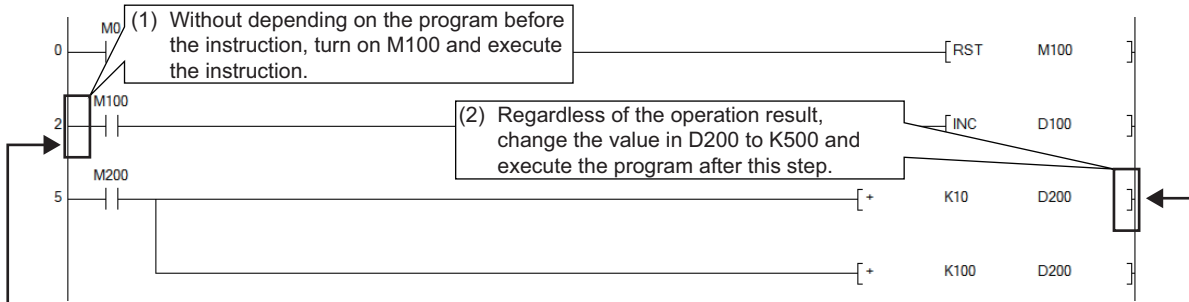 (1) Without depending on the program before
the instruction, turn on M100 and execute
the instruction.
M0
0
[RST M100 ]
M100
2
[INC D100 ]
(2) Regardless of the operation result,
change the value in D200 to K500 and
execute the program after this step.
M200
5
[+ K10 D200 ]
[+ K100 D200 ]